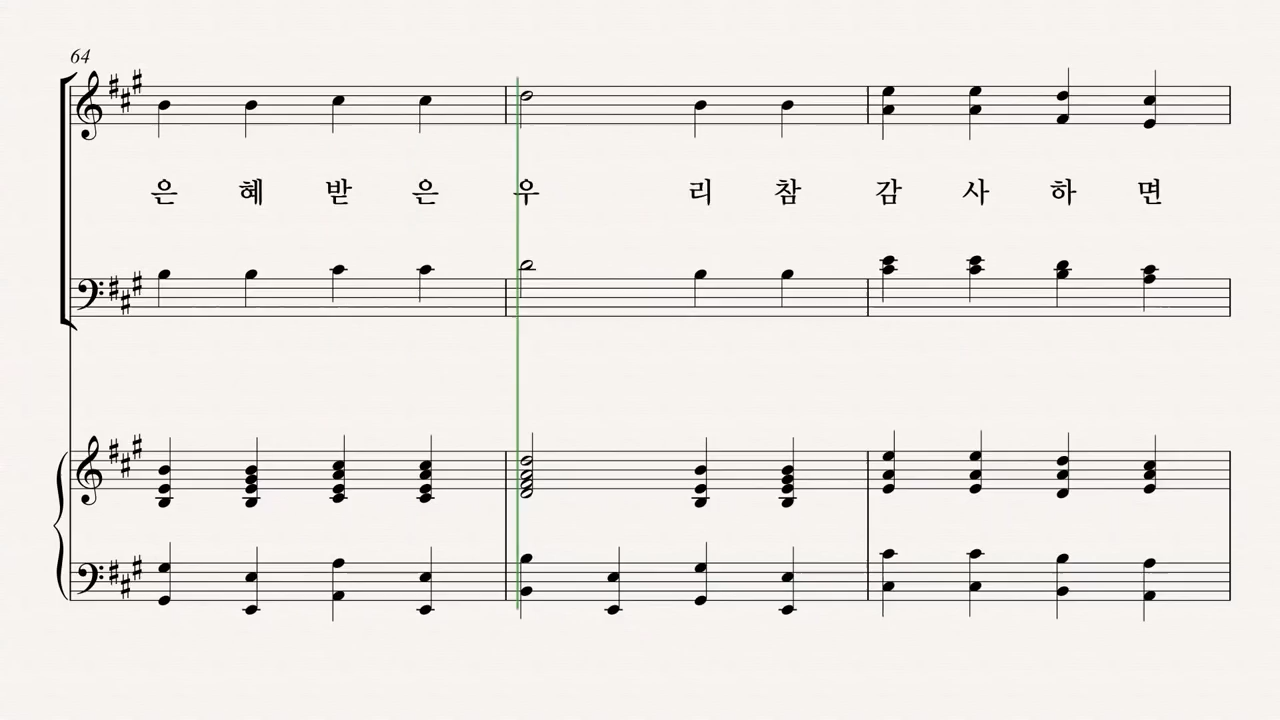 64
은 혜 받 은 우 리 참 감 사 하 면